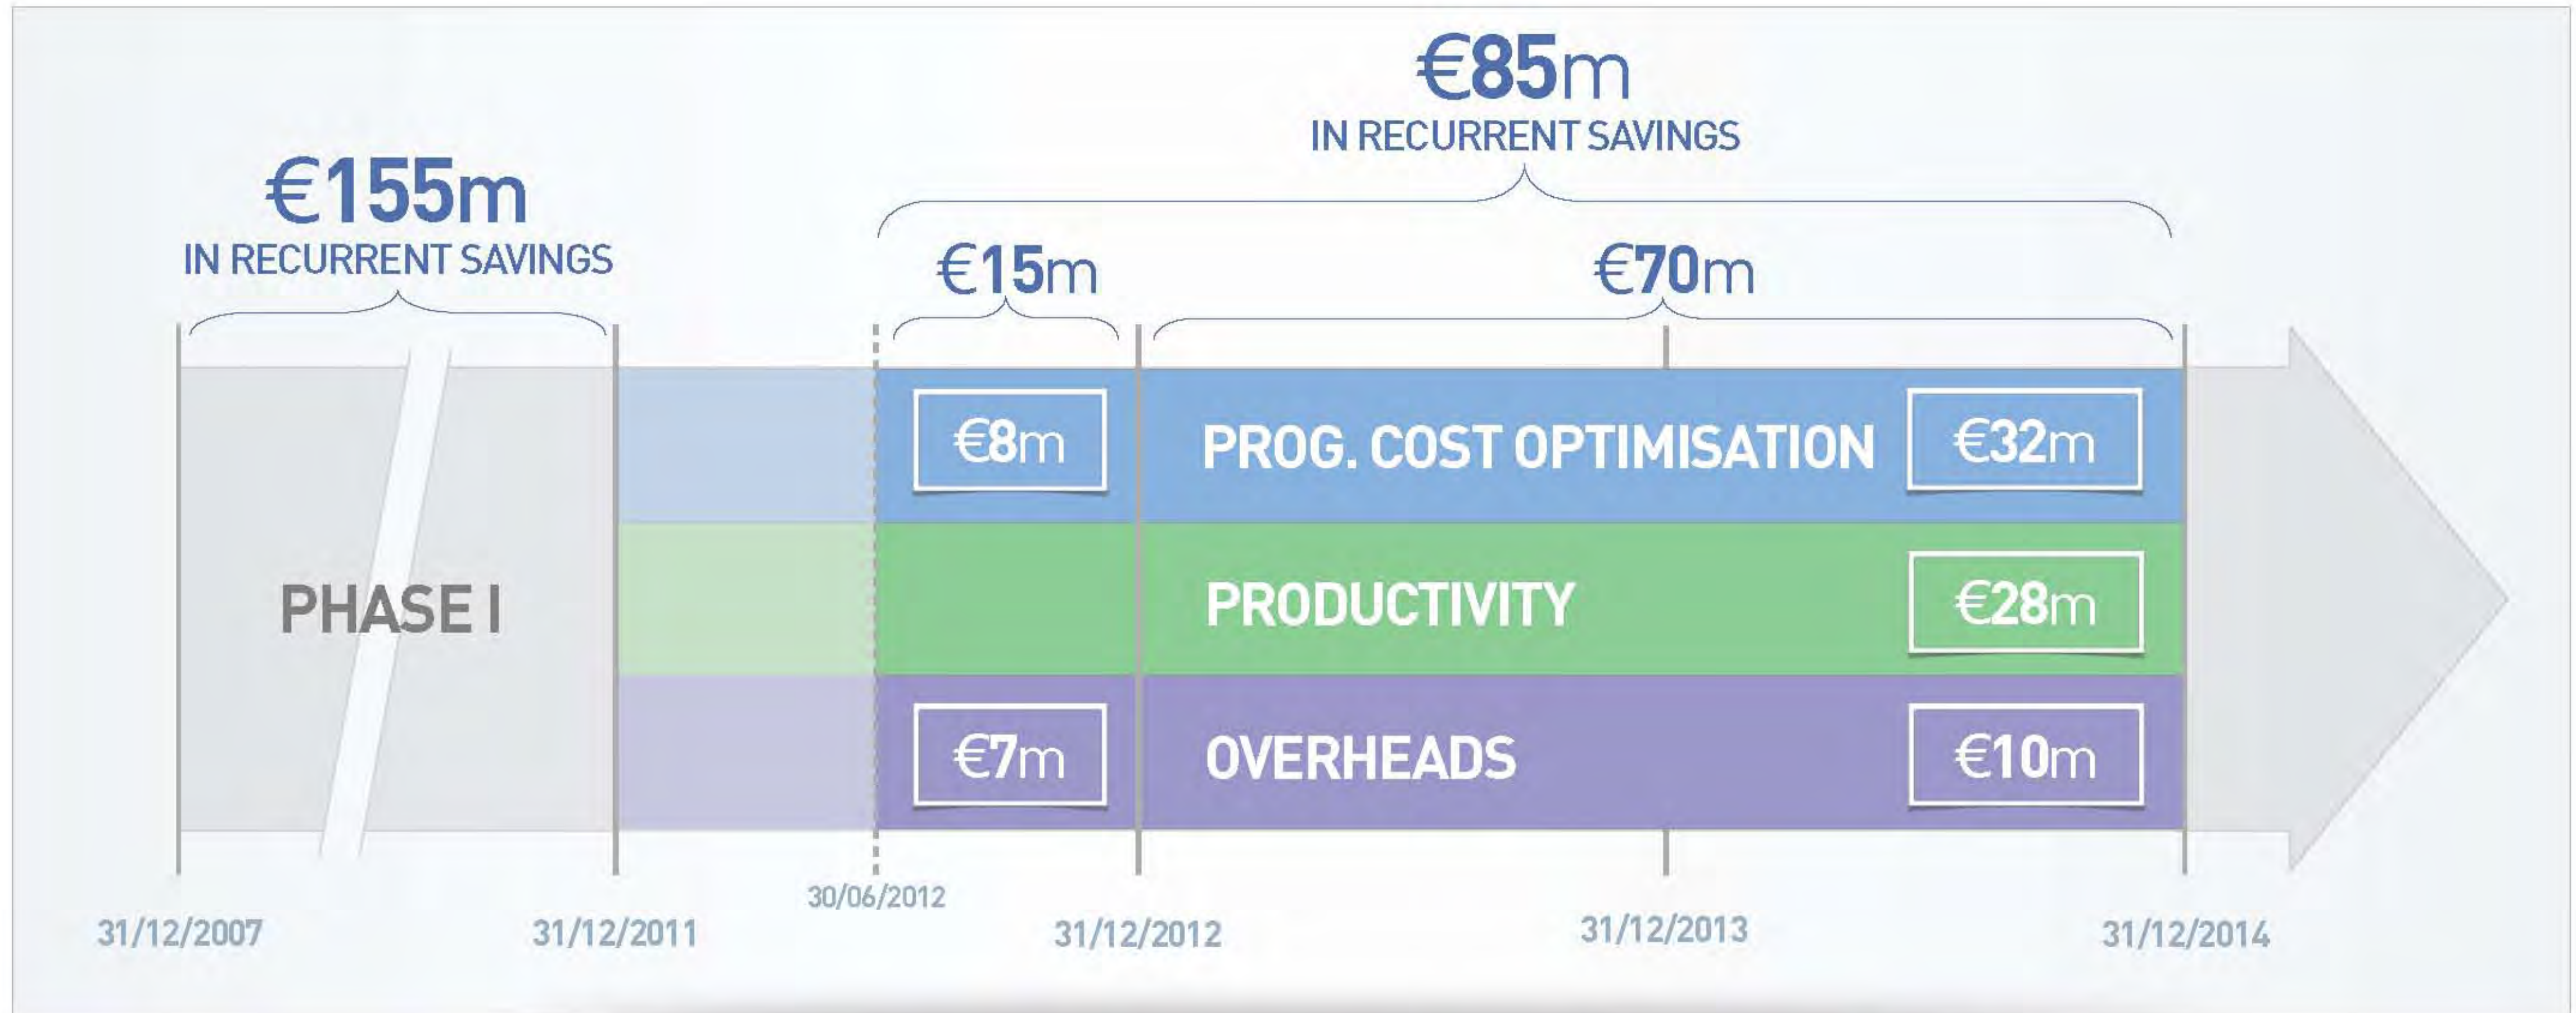 €85m
IN RECURRENT SAVINGS
€155m
IN RECURRENT SAVINGS
€15m
€70m
€8m
PROG. COST OPTIMISATION
€32m
PHASE I
PRODUCTIVITY
€28m
€7m
OVERHEADS
€10m
30/06/2012
31/12/2007
31/12/2011
31/12/2012
31/12/2013
31/12/2014